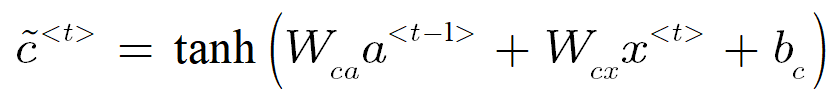 c̃^{<t>} = tanh(W_{ca}a^{<t-1>} + W_{cx}x^{<t>} + b_c)